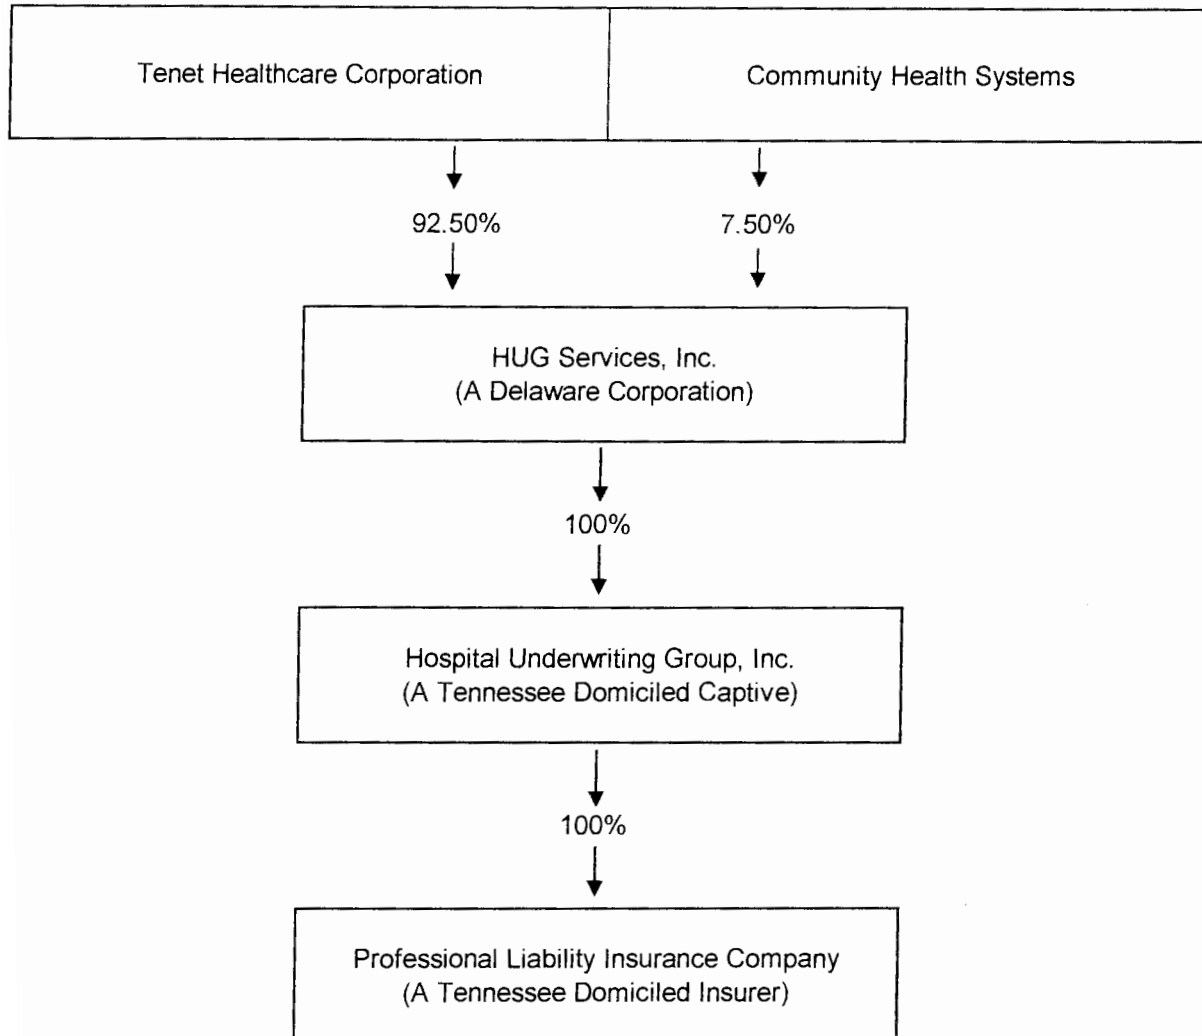 Tenet Healthcare Corporation
Community Health Systems
92.50%
7.50%
HUG Services, Inc.
(A Delaware Corporation)
100%
Hospital Underwriting Group, Inc.
(A Tennessee Domiciled Captive)
100%
Professional Liability Insurance Company
(A Tennessee Domiciled Insurer)